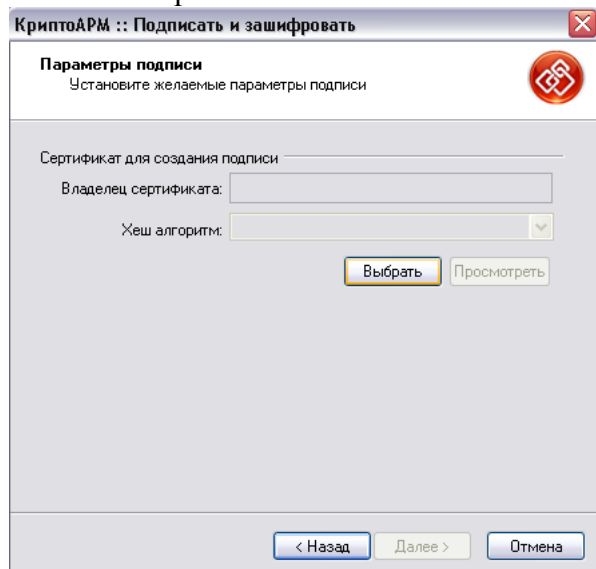 КриптоАРМ :: Подписать и зашифровать
Параметры подписи
Установите желаемые параметры подписи
Сертификат для создания подписи
Владелец сертификата:
Хеш алгоритм:
Выбрать Просмотреть
< Назад Далее > Отмена